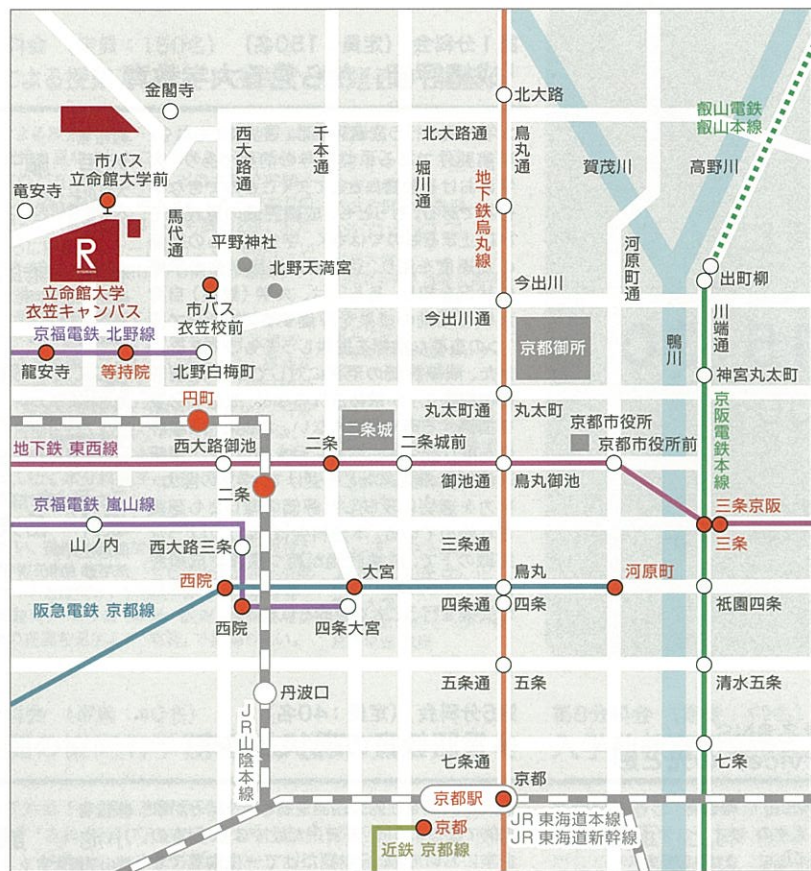 金閣寺
市バス
立命館大学前
竜安寺
R
立命館大学
衣笠キャンパス
馬代通
西大路通
千本通
平野神社
北野天満宮
市バス
衣笠校前
北大路通
堀川通
北大路
烏丸通
地下鉄烏丸線
今出川
今出川通
賀茂川
高野川
叡山電鉄
叡山本線
河原町通
出町柳
川端通
鴨川
神宮丸太町
京阪電鉄本線
京都御所
京福電鉄 北野線
龍安寺
等持院
北野白梅町
円町
丸太町通
丸太町
地下鉄 東西線
西大路御池
二条
二条城
二条城前
御池通
烏丸御池
京都市役所
京都市役所前
二条
京福電鉄 嵐山線
山ノ内
西大路三条
三条通
三条京阪
三条
西院
大宮
烏丸
河原町
阪急電鉄 京都線
西院
四条大宮
四条通
四条
祇園四条
五条通
五条
清水五条
丹波口
JR山陰本線
七条通
七条
京都駅
京都
京都
近鉄 京都線
JR 東海道本線
JR 東海道新幹線